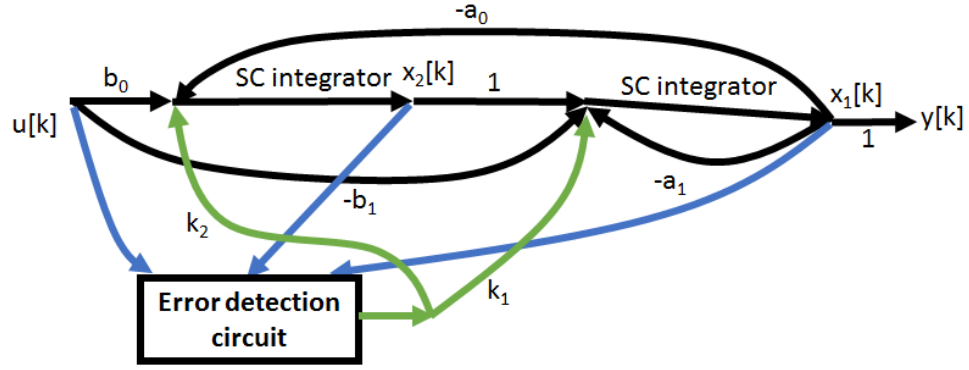 -a₀
b₀
SC integrator
x₂[k]
1
SC integrator
x₁[k]
u[k]
1
y[k]
-a₁
-b₁
k₂
k₁
Error detection
circuit